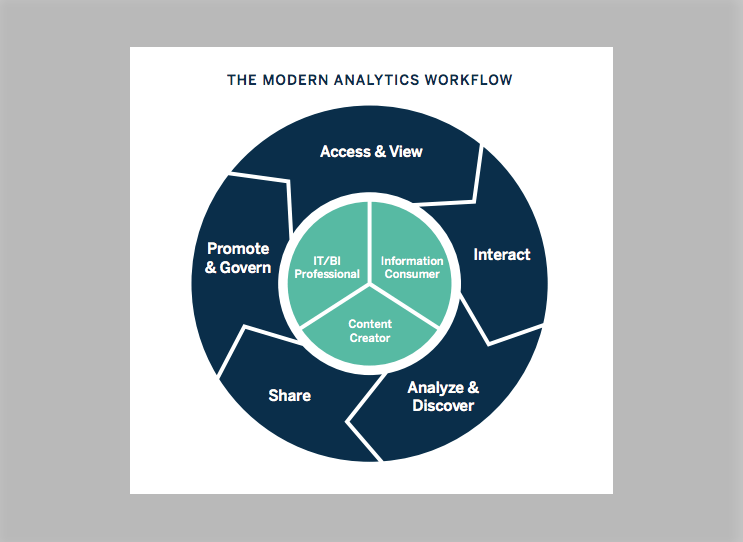 THE MODERN ANALYTICS WORKFLOW
Access & View
Interact
Analyze &
Discover
Share
Promote
& Govern
IT/BI
Professional
Information
Consumer
Content
Creator